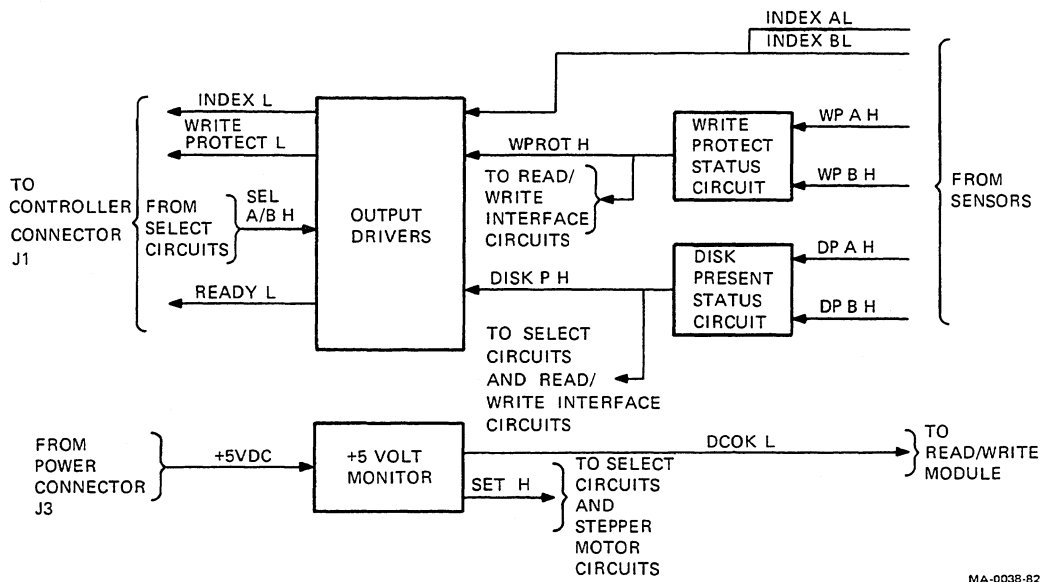 INDEX AL
INDEX BL
INDEX L
WRITE
PROTECT L
TO
CONTROLLER
CONNECTOR
J1
FROM
SELECT
CIRCUITS
SEL
A/B H
READY L
OUTPUT
DRIVERS
WPROT H
TO READ/
WRITE
INTERFACE
CIRCUITS
WRITE
PROTECT
STATUS
CIRCUIT
WP A H
WP B H
FROM
SENSORS
DISK P H
DISK
PRESENT
STATUS
CIRCUIT
DP A H
DP B H
TO SELECT
CIRCUITS
AND READ/
WRITE INTERFACE
CIRCUITS
FROM
POWER
CONNECTOR
J3
+5VDC
+5 VOLT
MONITOR
DCOK L
TO
READ/WRITE
MODULE
SET H
TO SELECT
CIRCUITS
AND
STEPPER
MOTOR
CIRCUITS
MA-0038-82